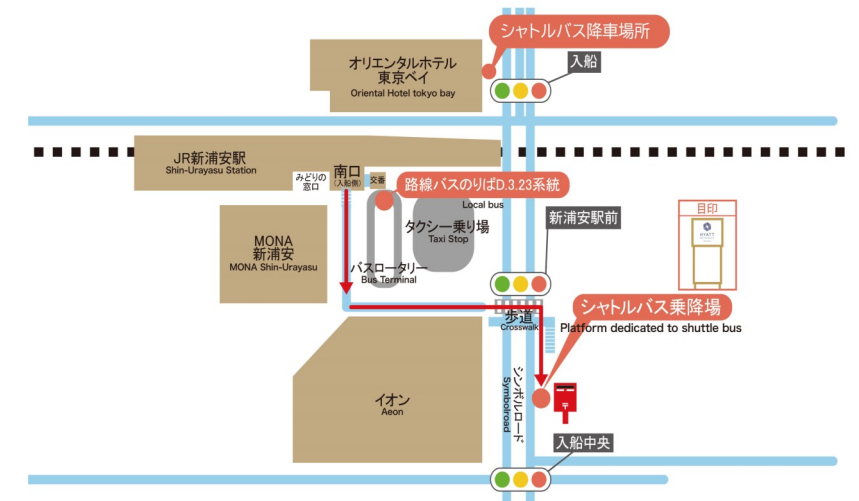 シャトルバス降車場所
入船
オリエンタルホテル
東京ベイ
Oriental Hotel tokyo bay
JR新浦安駅
Shin-Urayasu Station
みどりの
窓口
南口
(入船側)
交番
路線バスのりばD.3.23系統
Local bus
タクシー乗り場
Taxi Stop
新浦安駅前
目印
HYATT
MONA
新浦安
MONA Shin-Urayasu
バスロータリー
Bus Terminal
シャトルバス乗降場
Platform dedicated to shuttle bus
歩道
Crosswalk
イオン
Aeon
シンボルロード
Symbolroad
〒
入船中央